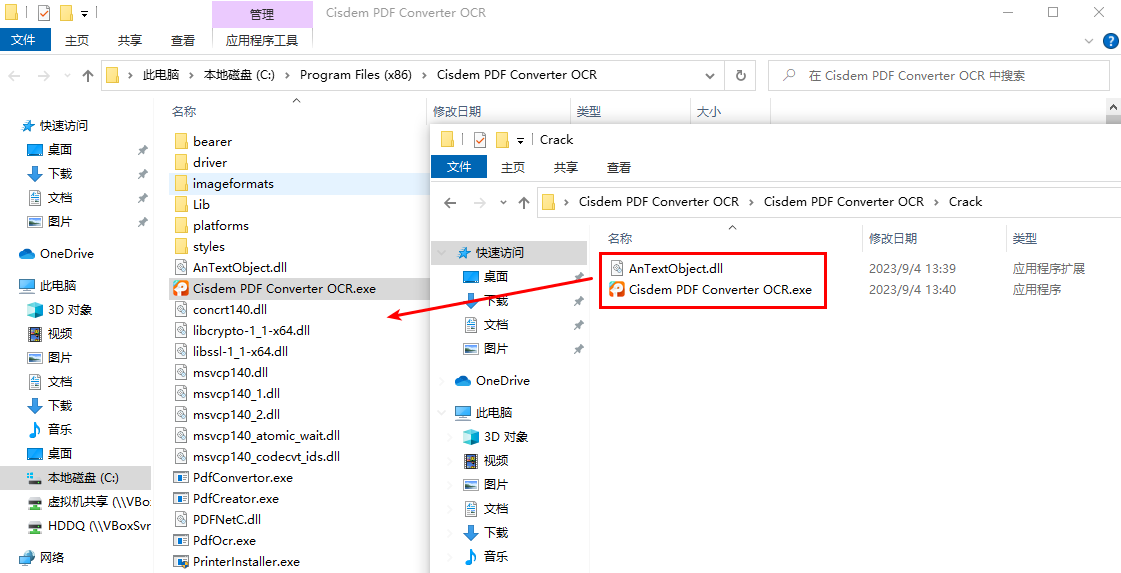 管理
Cisdem PDF Converter OCR
文件
主页
共享
查看
应用程序工具
此电脑
本地磁盘 (C:)
Program Files (x86)
Cisdem PDF Converter OCR
在 Cisdem PDF Converter OCR 中搜索
快速访问
桌面
下载
文档
图片
OneDrive
此电脑
3D 对象
视频
图片
文档
下载
音乐
桌面
本地磁盘 (C:)
虚拟机共享 (\\VBo
HDDQ (\\VBoxSvr
网络
名称
修改日期
类型
大小
bearer
driver
imageformats
Lib
platforms
styles
AnTextObject.dll
Cisdem PDF Converter OCR.exe
concrt140.dll
libcrypto-1_1-x64.dll
libssl-1_1-x64.dll
msvcp140.dll
msvcp140_1.dll
msvcp140_2.dll
msvcp140_atomic_wait.dll
msvcp140_codecvt_ids.dll
PdfConvertor.exe
PdfCreator.exe
PDFNetC.dll
PdfOcr.exe
PrinterInstaller.exe
Crack
文件
主页
共享
查看
Cisdem PDF Converter OCR
Cisdem PDF Converter OCR
Crack
快速访问
桌面
下载
文档
图片
OneDrive
此电脑
3D 对象
视频
图片
文档
下载
音乐
名称
修改日期
类型
AnTextObject.dll
2023/9/4 13:39
应用程序扩展
Cisdem PDF Converter OCR.exe
2023/9/4 13:40
应用程序